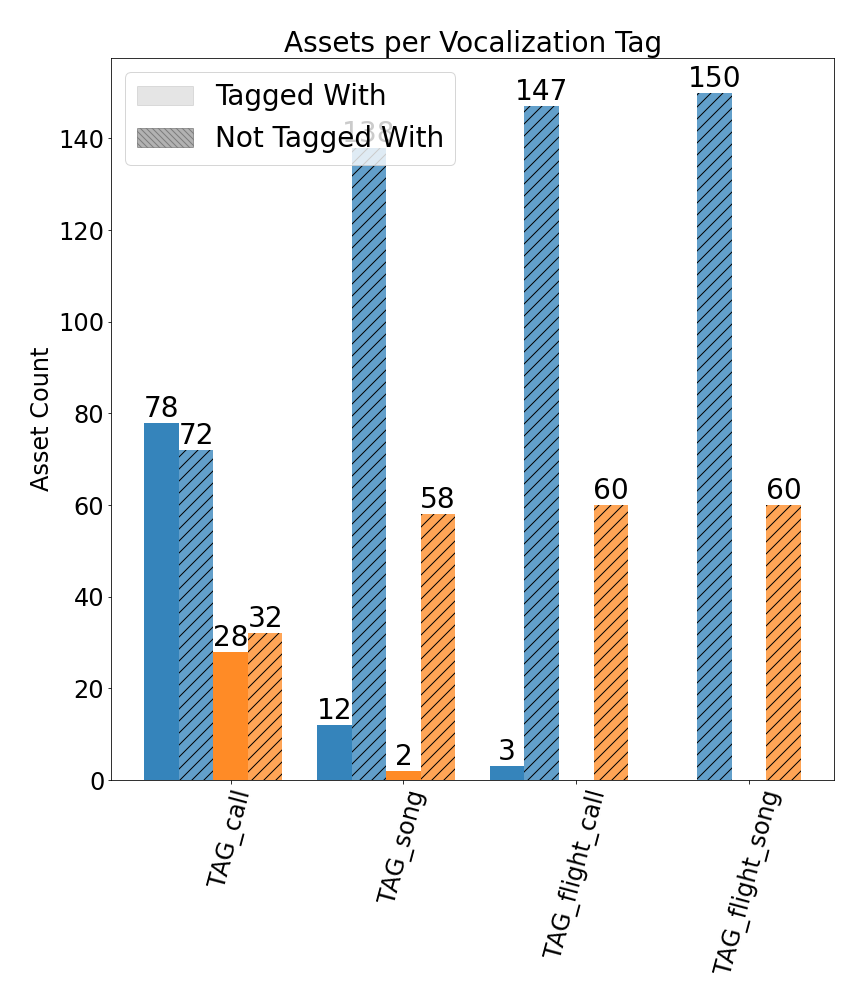 Assets per Vocalization Tag
Tagged With
Not Tagged With
138
147
150
140
120
100
80
60
40
20
0
Asset Count
78
72
28
32
12
2
58
3
60
60
TAG_call
TAG_song
TAG_flight_call
TAG_flight_song